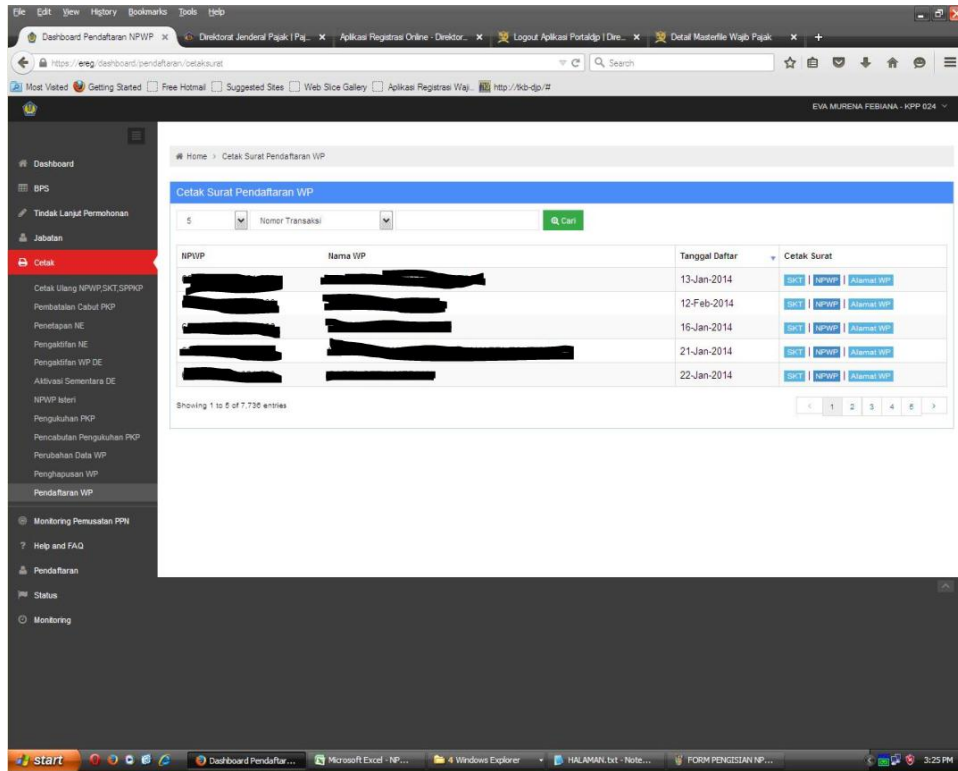 File Edit View History Bookmarks Tools Help
Dashboard Pendaftaran NPWP Direktorat Jenderal Pajak | Paj... Aplikasi Registrasi Online - Direktor... Logout Aplikasi Portaldjp | Dire... Detail Masterfile Wajib Pajak
https://ereg/dashboard/pendaftaran/cetaksurat Search
Most Visited Getting Started Free Hotmail Suggested Sites Web Slice Gallery Aplikasi Registrasi Waj... http://tkb-djp/#
EVA MURENA FEBIANA - KPP 024
Dashboard
BPS
Tindak Lanjut Permohonan
Jabatan
Cetak
Cetak Ulang NPWP,SKT,SPPKP
Pembatalan Cabut PKP
Penetapan NE
Pengaktifan NE
Pengaktifan WP DE
Aktivasi Sementara DE
NPWP Isteri
Pengukuhan PKP
Pencabutan Pengukuhan PKP
Perubahan Data WP
Penghapusan WP
Pendaftaran WP
Monitoring Pemusatan PPN
Help and FAQ
Pendaftaran
Status
Monitoring
Home > Cetak Surat Pendaftaran WP
Cetak Surat Pendaftaran WP
5 Nomor Transaksi Cari
NPWP Nama WP Tanggal Daftar Cetak Surat
13-Jan-2014 SKT | NPWP | Alamat WP
12-Feb-2014 SKT | NPWP | Alamat WP
16-Jan-2014 SKT | NPWP | Alamat WP
21-Jan-2014 SKT | NPWP | Alamat WP
22-Jan-2014 SKT | NPWP | Alamat WP
Showing 1 to 5 of 7,736 entries
< 1 2 3 4 5 >
start Dashboard Pendaftar... Microsoft Excel - NP... 4 Windows Explorer HALAMAN.txt - Note... FORM PENGISIAN NP... 3:25 PM